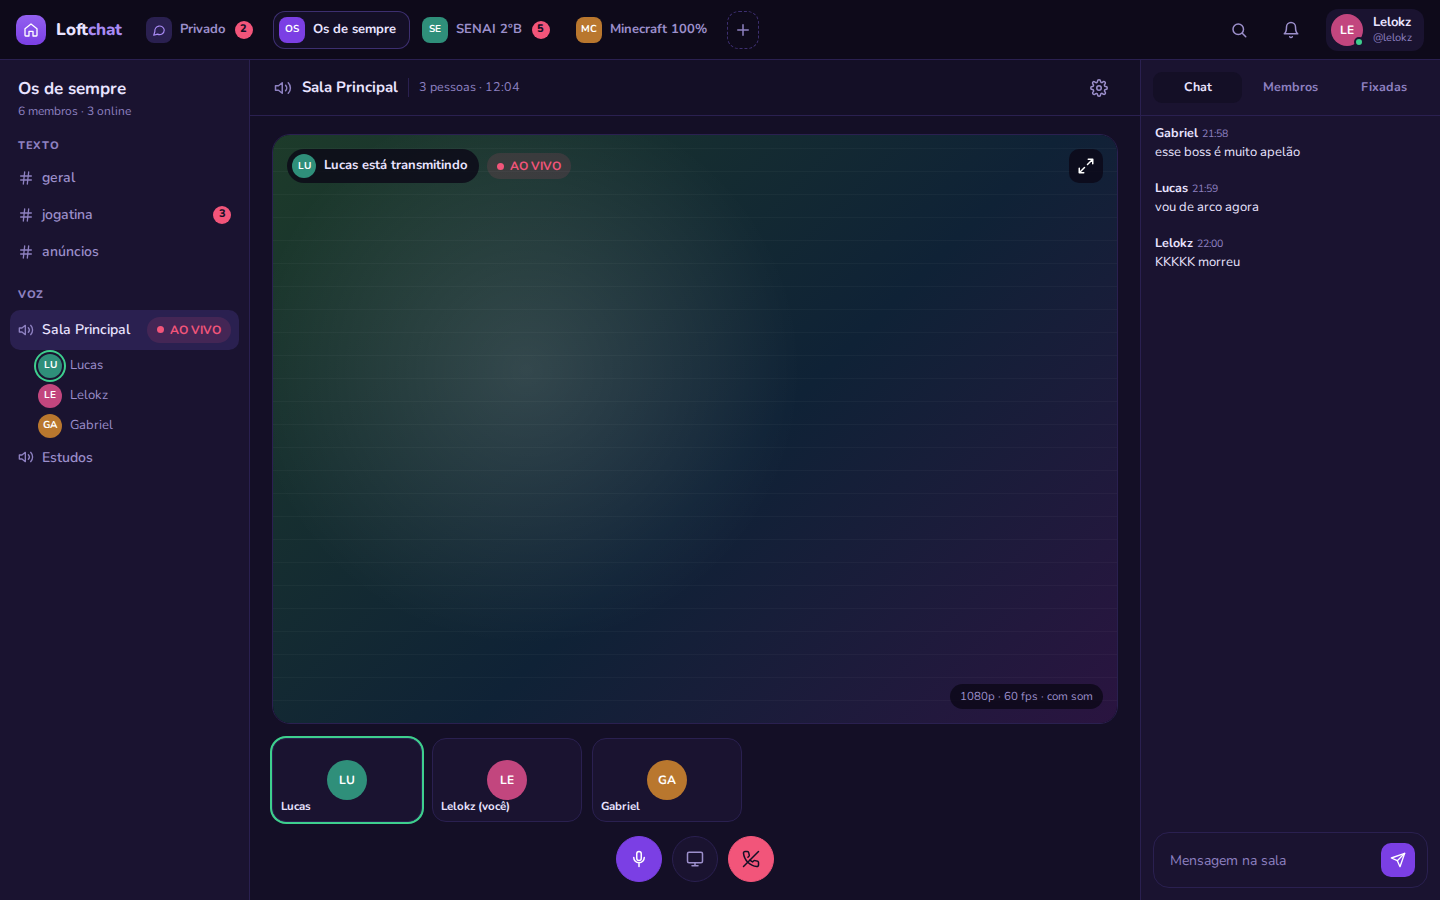 Loftchat
Privado 2
OS Os de sempre
SE SENAI 2°B 5
MC Minecraft 100%
LE Lelokz
@lelokz
Os de sempre
6 membros · 3 online
TEXTO
geral
jogatina 3
anúncios
VOZ
Sala Principal AO VIVO
LU Lucas
LE Lelokz
GA Gabriel
Estudos
Sala Principal 3 pessoas · 12:04
LU Lucas está transmitindo AO VIVO
1080p · 60 fps · com som
LU
Lucas
LE
Lelokz (você)
GA
Gabriel
Chat Membros Fixadas
Gabriel 21:58
esse boss é muito apelão
Lucas 21:59
vou de arco agora
Lelokz 22:00
KKKKK morreu
Mensagem na sala